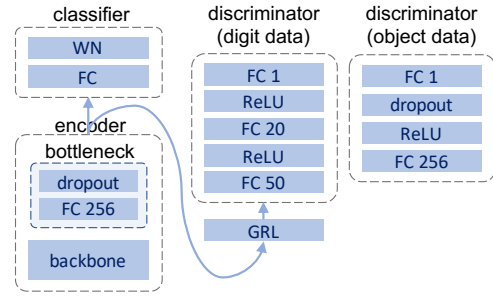 classifier
WN
FC
encoder
bottleneck
dropout
FC 256
backbone
discriminator
(digit data)
FC 1
ReLU
FC 20
ReLU
FC 50
GRL
discriminator
(object data)
FC 1
dropout
ReLU
FC 256